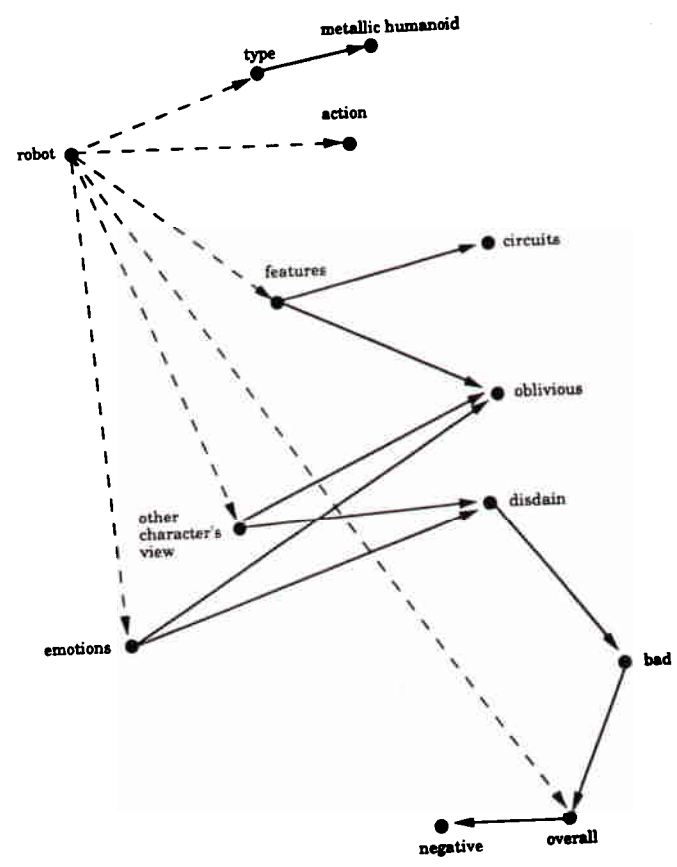 metallic humanoid
type
action
robot
circuits
features
oblivious
disdain
other
character's
view
emotions
bad
overall
negative